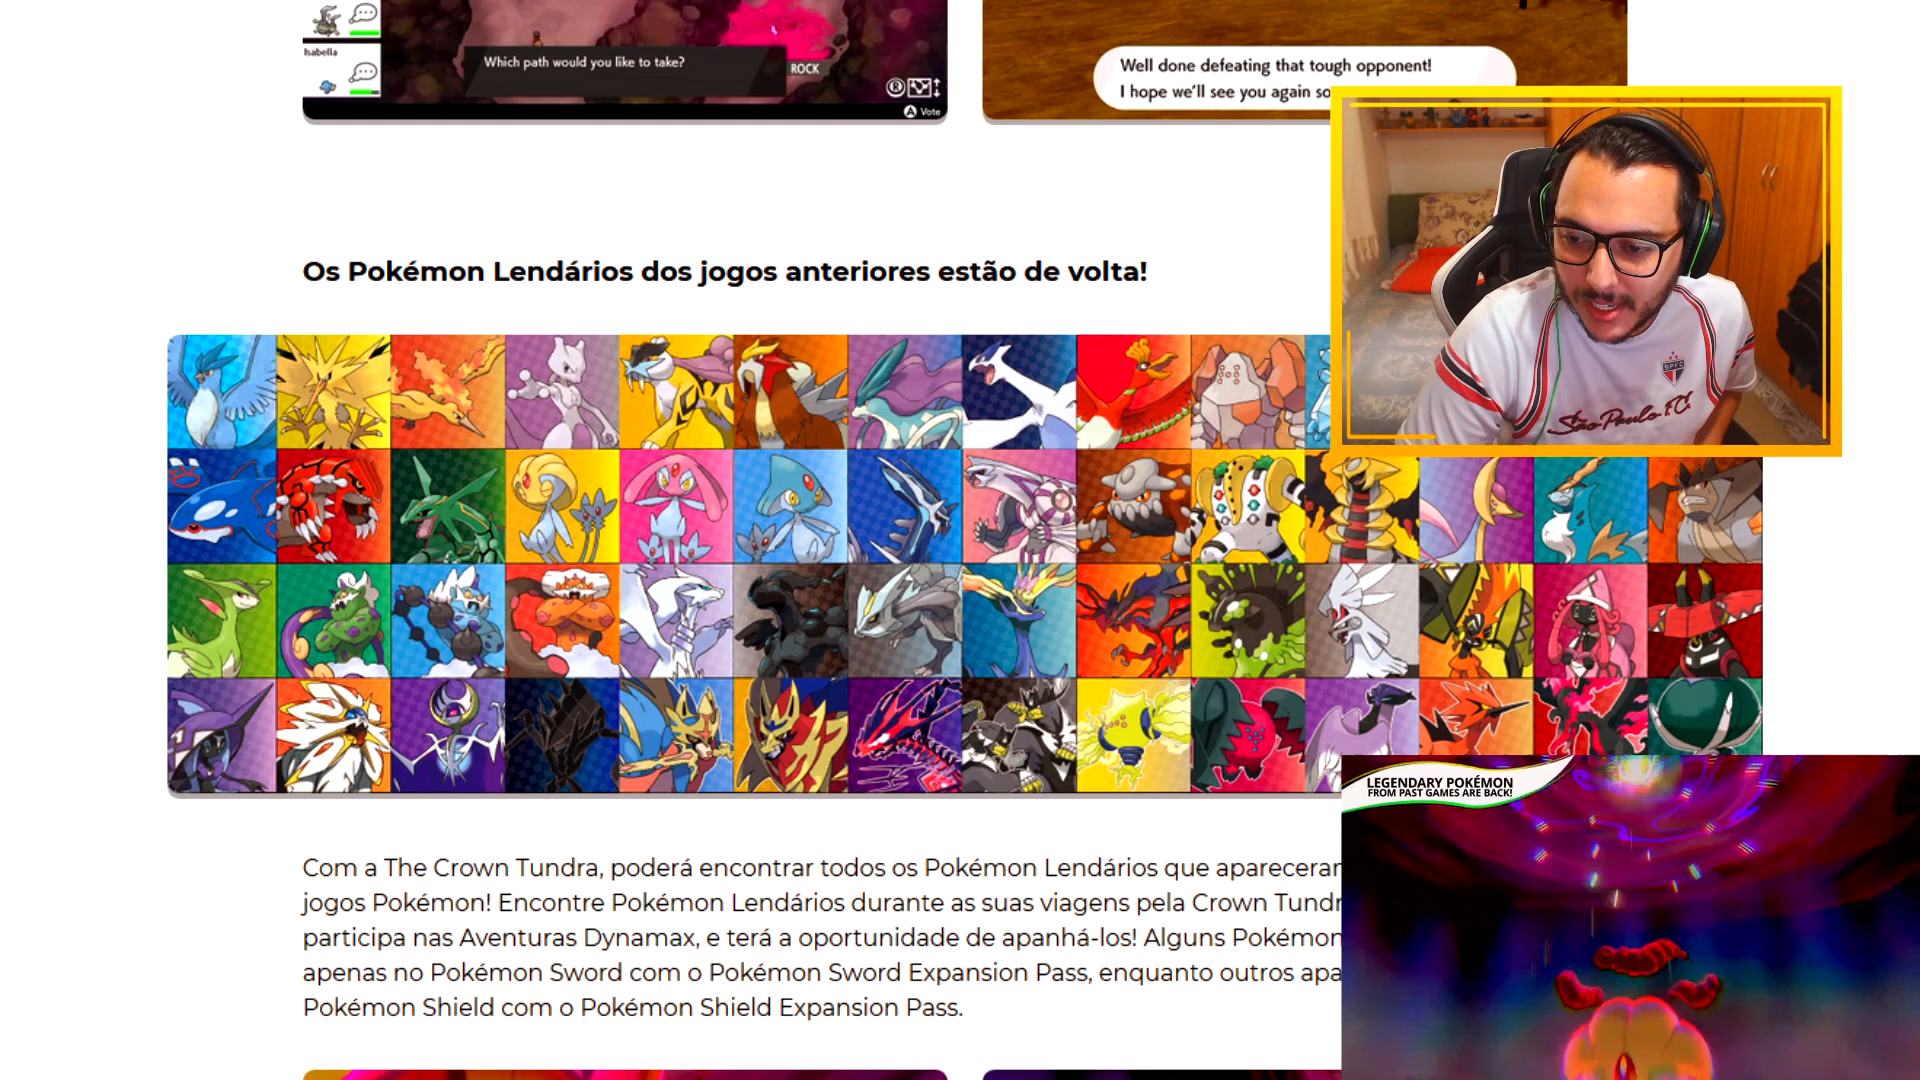 Isabella
Which path would you like to take?
ROCK
R
A Vote
Well done defeating that tough opponent!
I hope we'll see you again so
Os Pokémon Lendários dos jogos anteriores estão de volta!
SPFC
São Paulo F.C.
LEGENDARY POKÉMON
FROM PAST GAMES ARE BACK!
Com a The Crown Tundra, poderá encontrar todos os Pokémon Lendários que apareceram
jogos Pokémon! Encontre Pokémon Lendários durante as suas viagens pela Crown Tundr
participa nas Aventuras Dynamax, e terá a oportunidade de apanhá-los! Alguns Pokémon
apenas no Pokémon Sword com o Pokémon Sword Expansion Pass, enquanto outros apa
Pokémon Shield com o Pokémon Shield Expansion Pass.